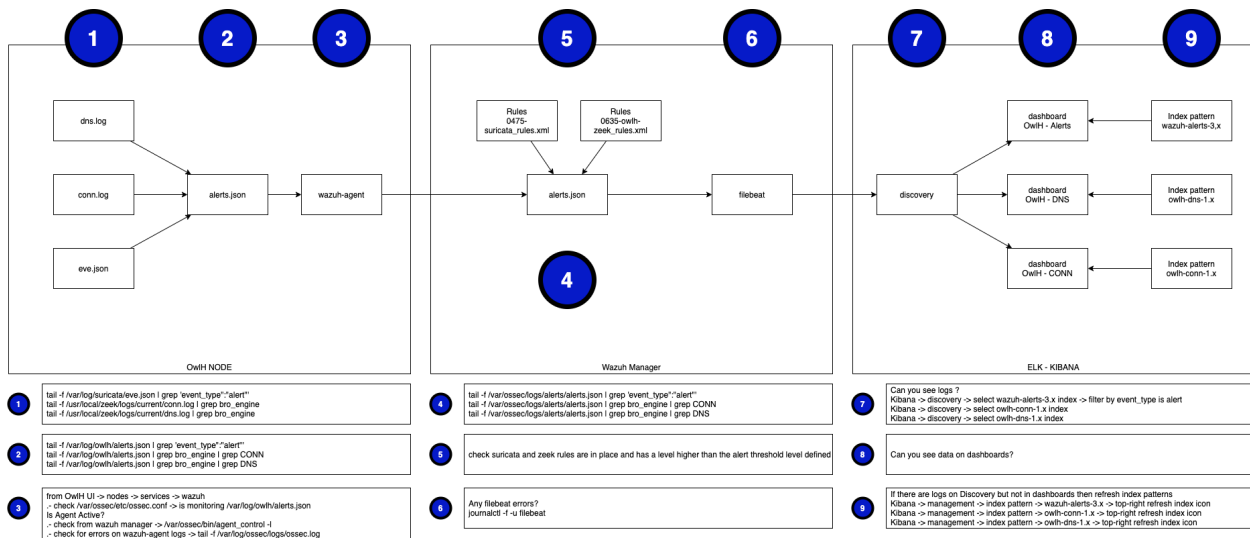 1
2
3
5
6
7
8
9
dns.log
conn.log
eve.json
alerts.json
wazuh-agent
OwlH NODE
Rules
0475-
suricata_rules.xml
Rules
0635-owlh-
zeek_rules.xml
alerts.json
filebeat
4
Wazuh Manager
discovery
dashboard
OwlH - Alerts
Index pattern
wazuh-alerts-3,x
dashboard
OwlH - DNS
Index pattern
owlh-dns-1.x
dashboard
OwlH - CONN
Index pattern
owlh-conn-1.x
ELK - KIBANA
1
tail -f /var/log/suricata/eve.json | grep 'event_type":"alert"'
tail -f/usr/local/zeek/logs/current/conn.log | grep bro_engine
tail -f/usr/local/zeek/logs/current/dns.log | grep bro_engine
2
tail -f /var/log/owlh/alerts.json | grep 'event_type":"alert"'
tail -f /var/log/owlh/alerts.json | grep bro_engine | grep CONN
tail -f /var/log/owlh/alerts.json | grep bro_engine | grep DNS
3
from OwlH UI -> nodes -> services -> wazuh
.- check /var/ossec/etc/ossec.conf -> is monitoring /var/log/owlh/alerts.json
Is Agent Active?
.- check from wazuh manager -> /var/ossec/bin/agent_control -l
.- check for errors on wazuh-agent logs -> tail -f /var/log/ossec/logs/ossec.log
4
tail -f /var/ossec/logs/alerts/alerts.json | grep 'event_type":"alert"'
tail -f /var/ossec/logs/alerts/alerts.json | grep bro_engine | grep CONN
tail -f /var/ossec/logs/alerts/alerts.json | grep bro_engine | grep DNS
5
check suricata and zeek rules are in place and has a level higher than the alert threshold level defined
6
Any filebeat errors?
journalctl -f -u filebeat
7
Can you see logs ?
Kibana -> discovery -> select wazuh-alerts-3.x index -> filter by event_type is alert
Kibana -> discovery -> select owlh-conn-1.x index
Kibana -> discovery -> select owlh-dns-1.x index
8
Can you see data on dashboards?
9
If there are logs on Discovery but not in dashboards then refresh index patterns
Kibana -> management -> index pattern -> wazuh-alerts-3.x -> top-right refresh index icon
Kibana -> management -> index pattern -> owlh-conn-1.x -> top-right refresh index icon
Kibana -> management -> index pattern -> owlh-dns-1.x -> top-right refresh index icon